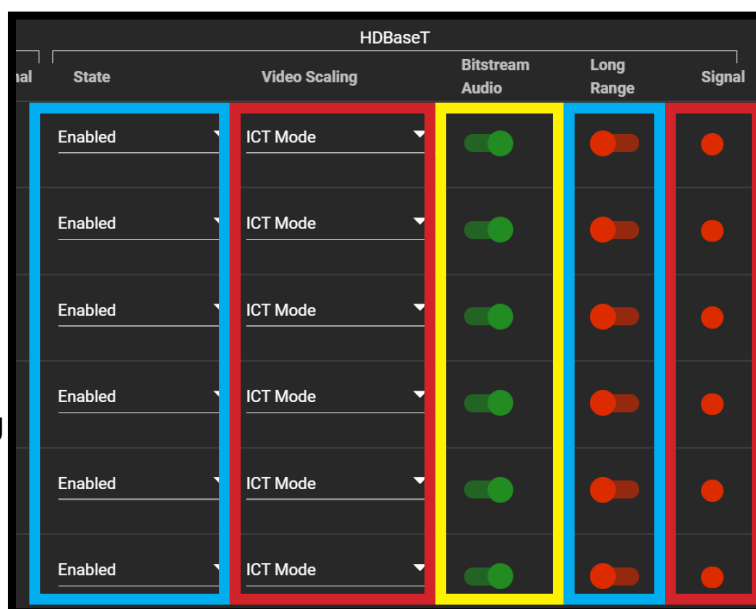 HDBaseT
State Video Scaling Bitstream Audio Long Range Signal
Enabled ICT Mode
Enabled ICT Mode
Enabled ICT Mode
Enabled ICT Mode
Enabled ICT Mode
Enabled ICT Mode